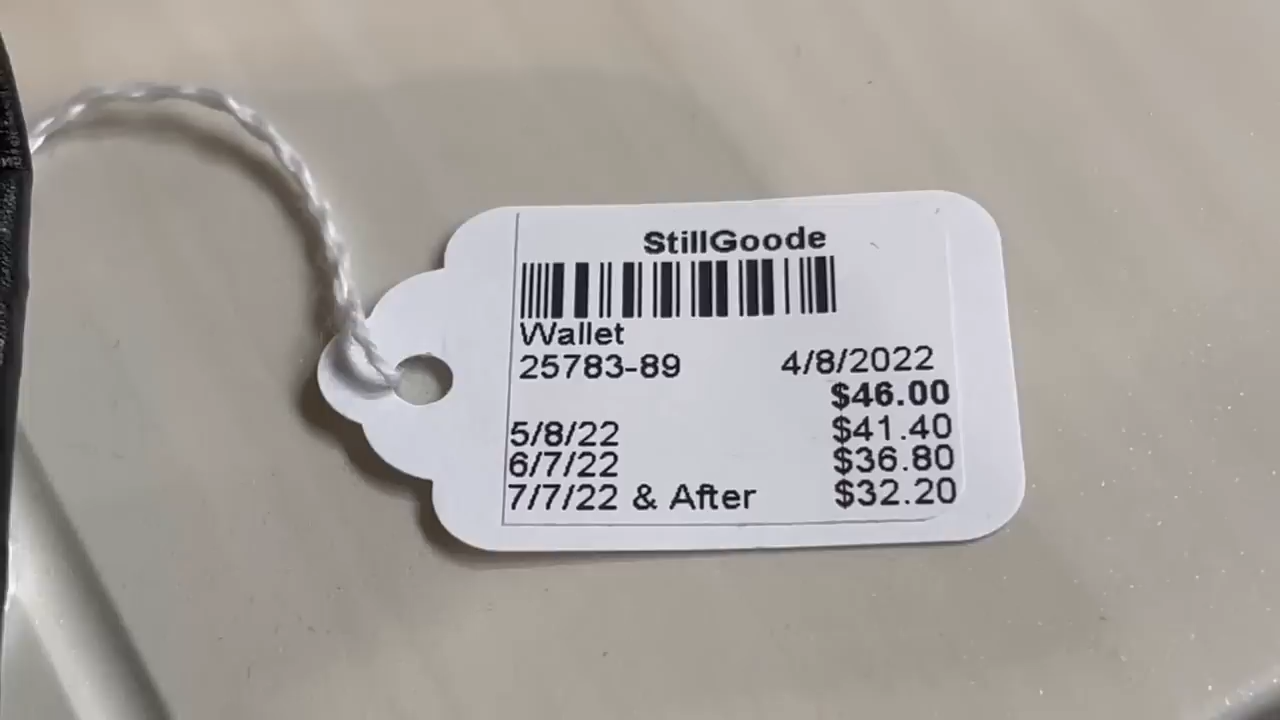 StillGoode
Wallet
25783-89 4/8/2022
$46.00
5/8/22 $41.40
6/7/22 $36.80
7/7/22 & After $32.20